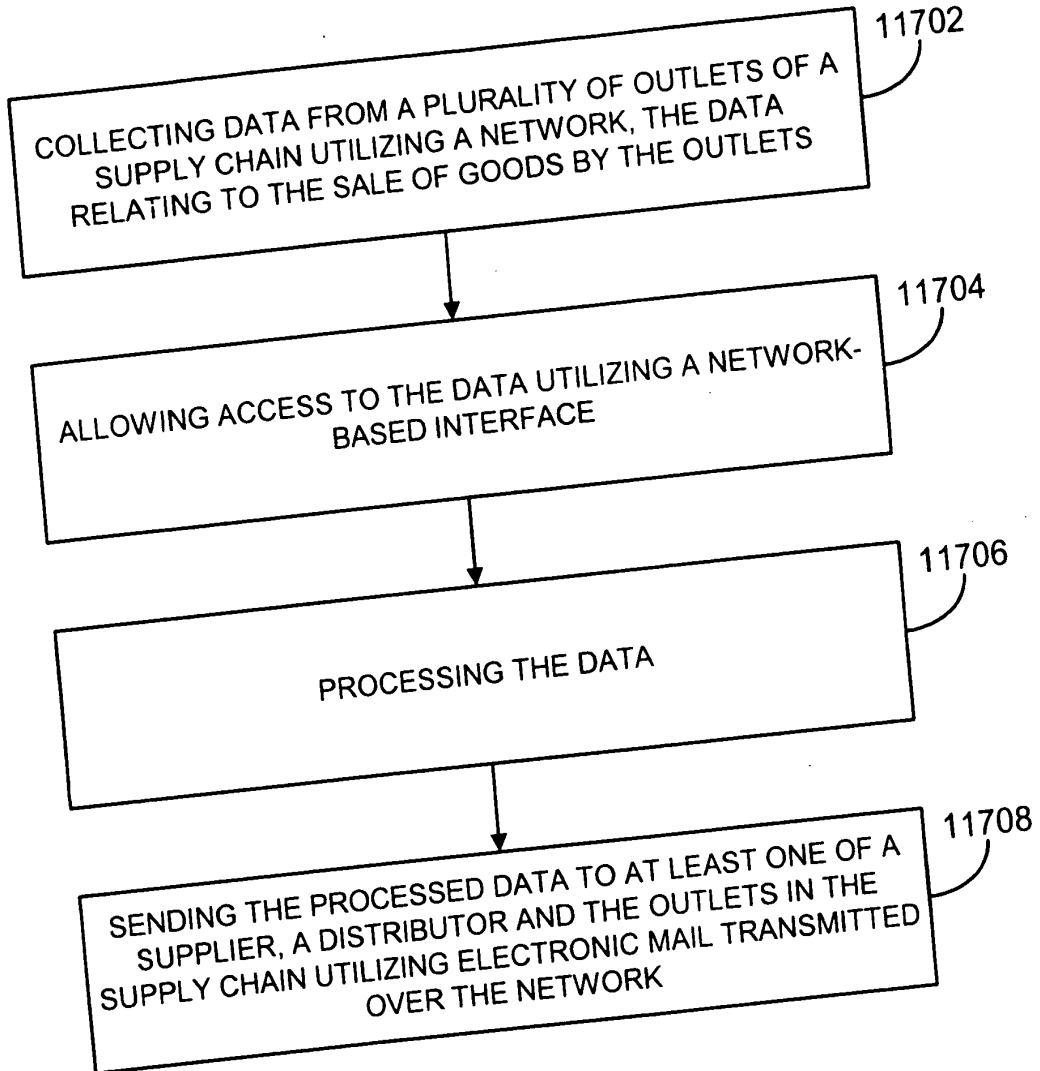 11702
COLLECTING DATA FROM A PLURALITY OF OUTLETS OF A
SUPPLY CHAIN UTILIZING A NETWORK, THE DATA
RELATING TO THE SALE OF GOODS BY THE OUTLETS
11704
ALLOWING ACCESS TO THE DATA UTILIZING A NETWORK-
BASED INTERFACE
11706
PROCESSING THE DATA
11708
SENDING THE PROCESSED DATA TO AT LEAST ONE OF A
SUPPLIER, A DISTRIBUTOR AND THE OUTLETS IN THE
SUPPLY CHAIN UTILIZING ELECTRONIC MAIL TRANSMITTED
OVER THE NETWORK